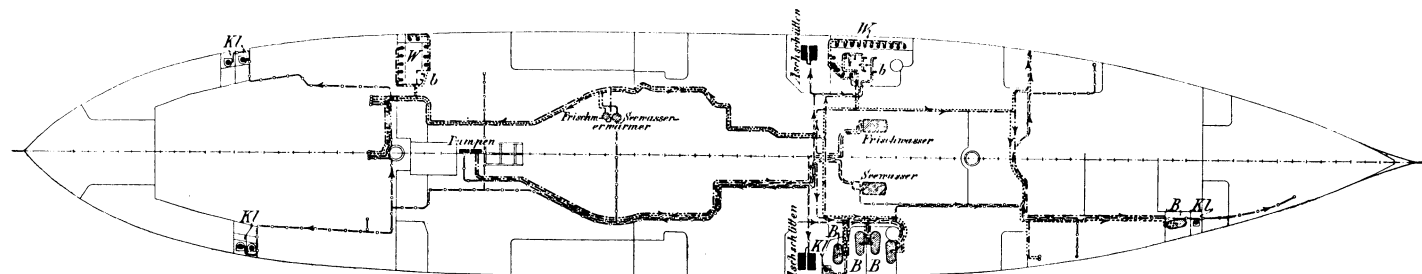 Kl.
W
b
Aschschütten
W,
b
Frischw.- Seewasser-
erwärmer
Pumpen
Frischwasser
Seewasser
Kl
Aschschütten
B,
Kl
B
B
B,
Kl,